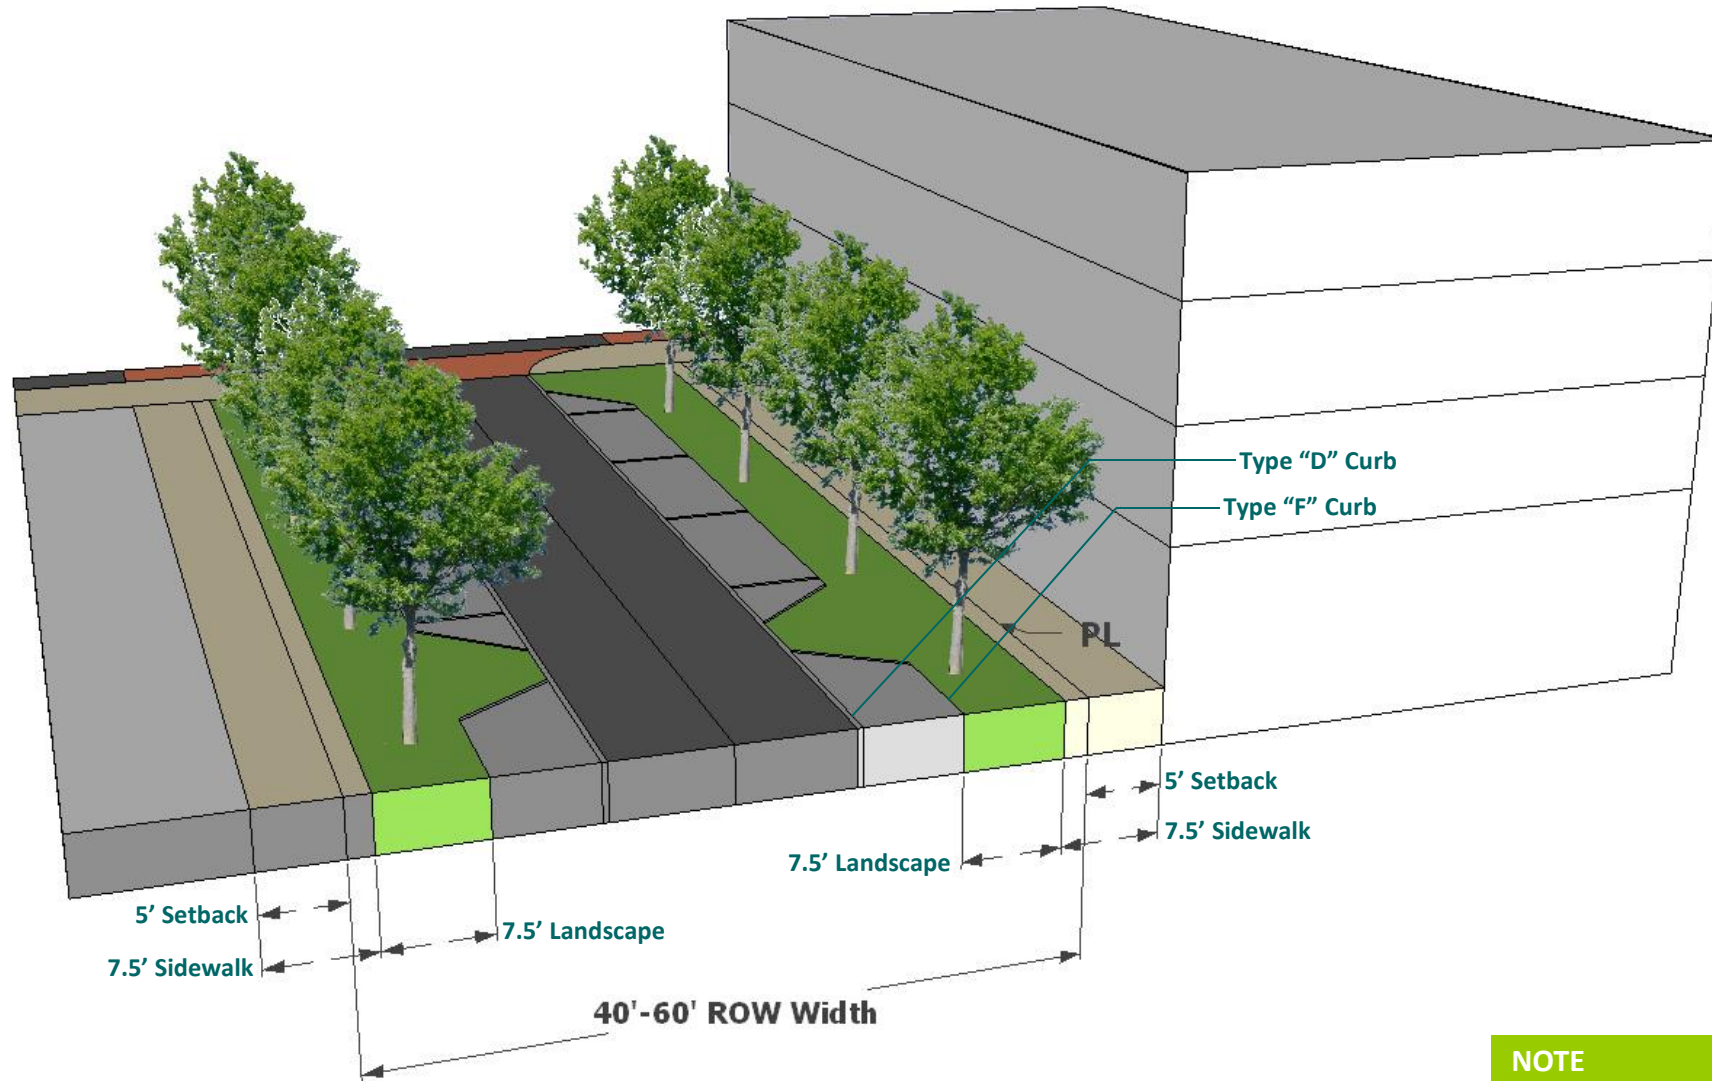 Type “D” Curb
Type “F” Curb
PL
5’ Setback
7.5’ Sidewalk
7.5’ Landscape
5’ Setback
7.5’ Landscape
7.5’ Sidewalk
40'-60' ROW Width
NOTE